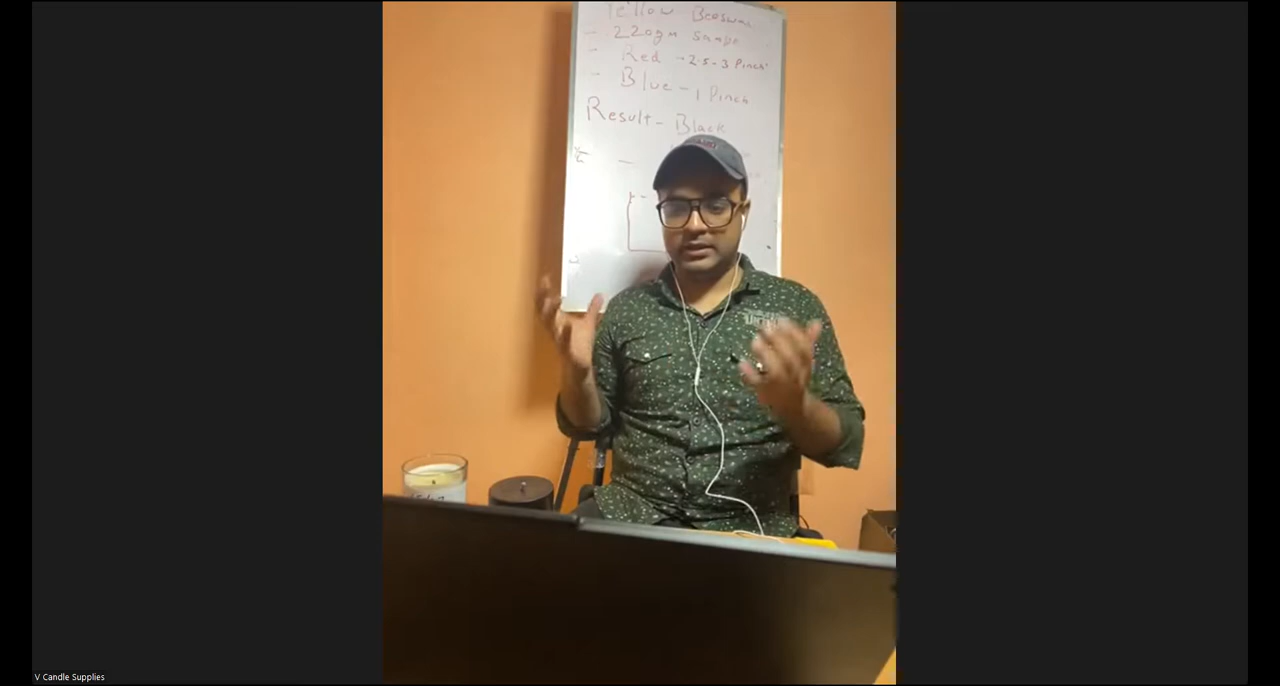 Yellow Beeswax
- 220gm Sample
- Red - 2.5-3 Pinch
- Blue - 1 Pinch
Result - Black
V Candle Supplies